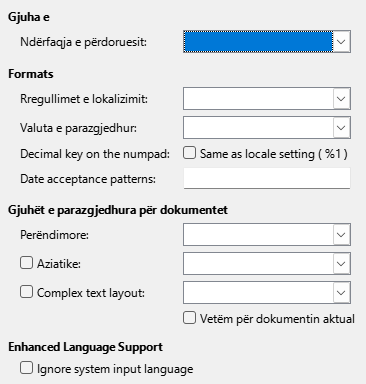 Gjuha e
Ndërfaqja e përdoruesit:
Formats
Rregullimet e lokalizimit:
Valuta e parazgjedhur:
Decimal key on the numpad: Same as locale setting ( %1 )
Date acceptance patterns:
Gjuhët e parazgjedhura për dokumentet
Perëndimore:
Aziatike:
Complex text layout:
Vetëm për dokumentin aktual
Enhanced Language Support
Ignore system input language